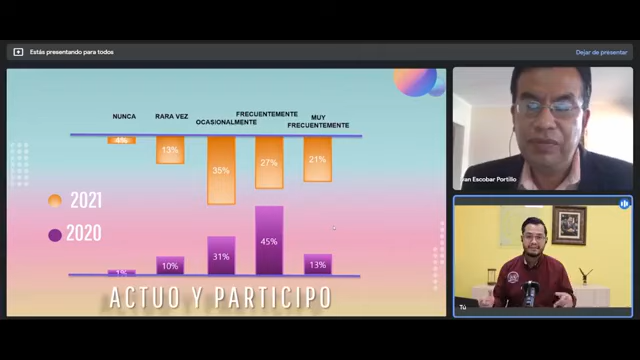 Estás presentando para todos
Dejar de presentar
NUNCA
RARA VEZ
OCASIONALMENTE
FRECUENTEMENTE
MUY
FRECUENTEMENTE
4%
13%
35%
27%
21%
2021
2020
1%
10%
31%
45%
13%
ACTUO Y PARTICIPO
van Escobar Portillo
Tú